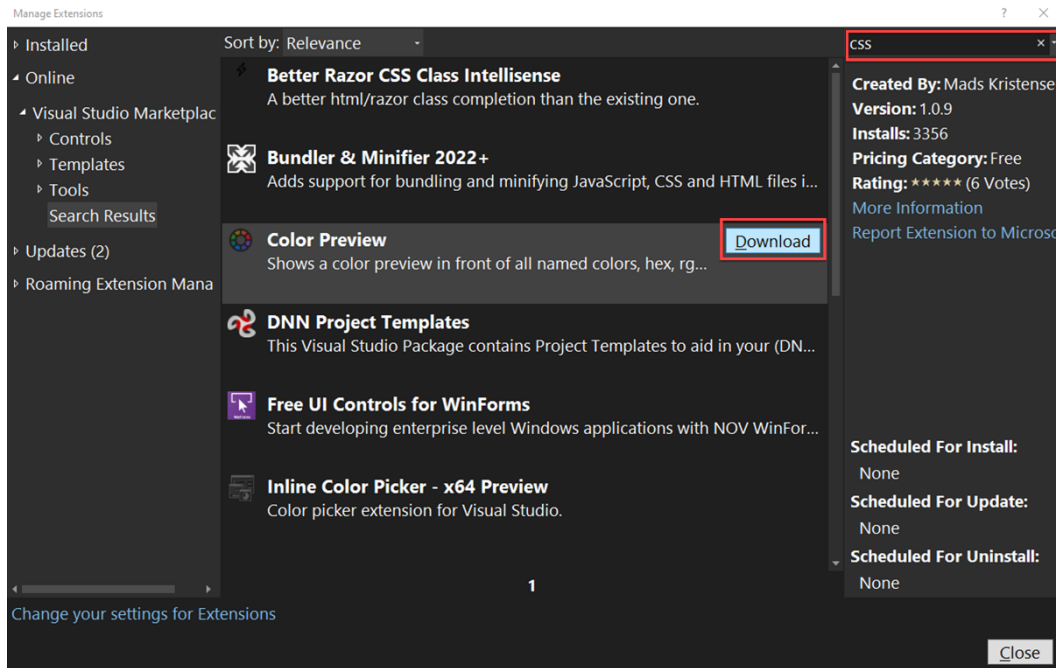 Manage Extensions
Installed
Online
Visual Studio Marketplac
Controls
Templates
Tools
Search Results
Updates (2)
Roaming Extension Mana
Sort by: Relevance
Better Razor CSS Class Intellisense
A better html/razor class completion than the existing one.
Bundler & Minifier 2022+
Adds support for bundling and minifying JavaScript, CSS and HTML files i...
Color Preview
Download
Shows a color preview in front of all named colors, hex, rg...
DNN Project Templates
This Visual Studio Package contains Project Templates to aid in your (DN...
Free UI Controls for WinForms
Start developing enterprise level Windows applications with NOV WinFor...
Inline Color Picker - x64 Preview
Color picker extension for Visual Studio.
1
css
Created By: Mads Kristense
Version: 1.0.9
Installs: 3356
Pricing Category: Free
Rating: ★★★★★ (6 Votes)
More Information
Report Extension to Microso
Scheduled For Install:
None
Scheduled For Update:
None
Scheduled For Uninstall:
None
Change your settings for Extensions
Close